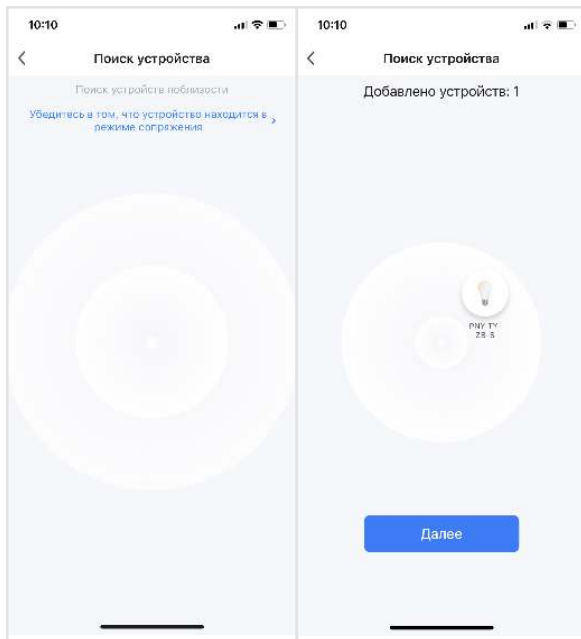 10:10
Поиск устройства
Поиск устройств поблизости
Убедитесь в том, что устройство находится в
режиме сопряжения
10:10
Поиск устройства
Добавлено устройств: 1
PNY-TY
ZB-S
Далее